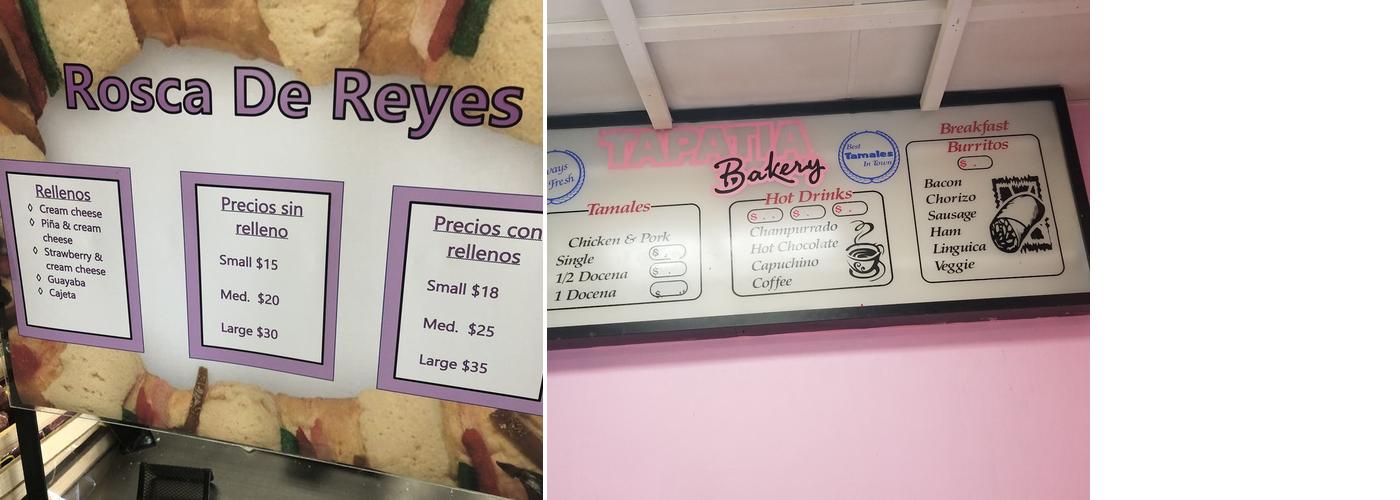 Rosca De Reyes
Rellenos
◊ Cream cheese
◊ Piña & cream
cheese
◊ Strawberry &
cream cheese
◊ Guayaba
◊ Cajeta
Precios sin
relleno
Small $15
Med. $20
Large $30
Precios con
rellenos
Small $18
Med. $25
Large $35
Fresh
TAPATIA
Bakery
Best
Tamales
In Town
Tamales
Chicken & Pork
Single $ .
1/2 Docena $ .
1 Docena $ .
Hot Drinks
$ . . $ . . $ .
Champurrado
Hot Chocolate
Capuchino
Coffee
Breakfast
Burritos
$ .
Bacon
Chorizo
Sausage
Ham
Linguica
Veggie